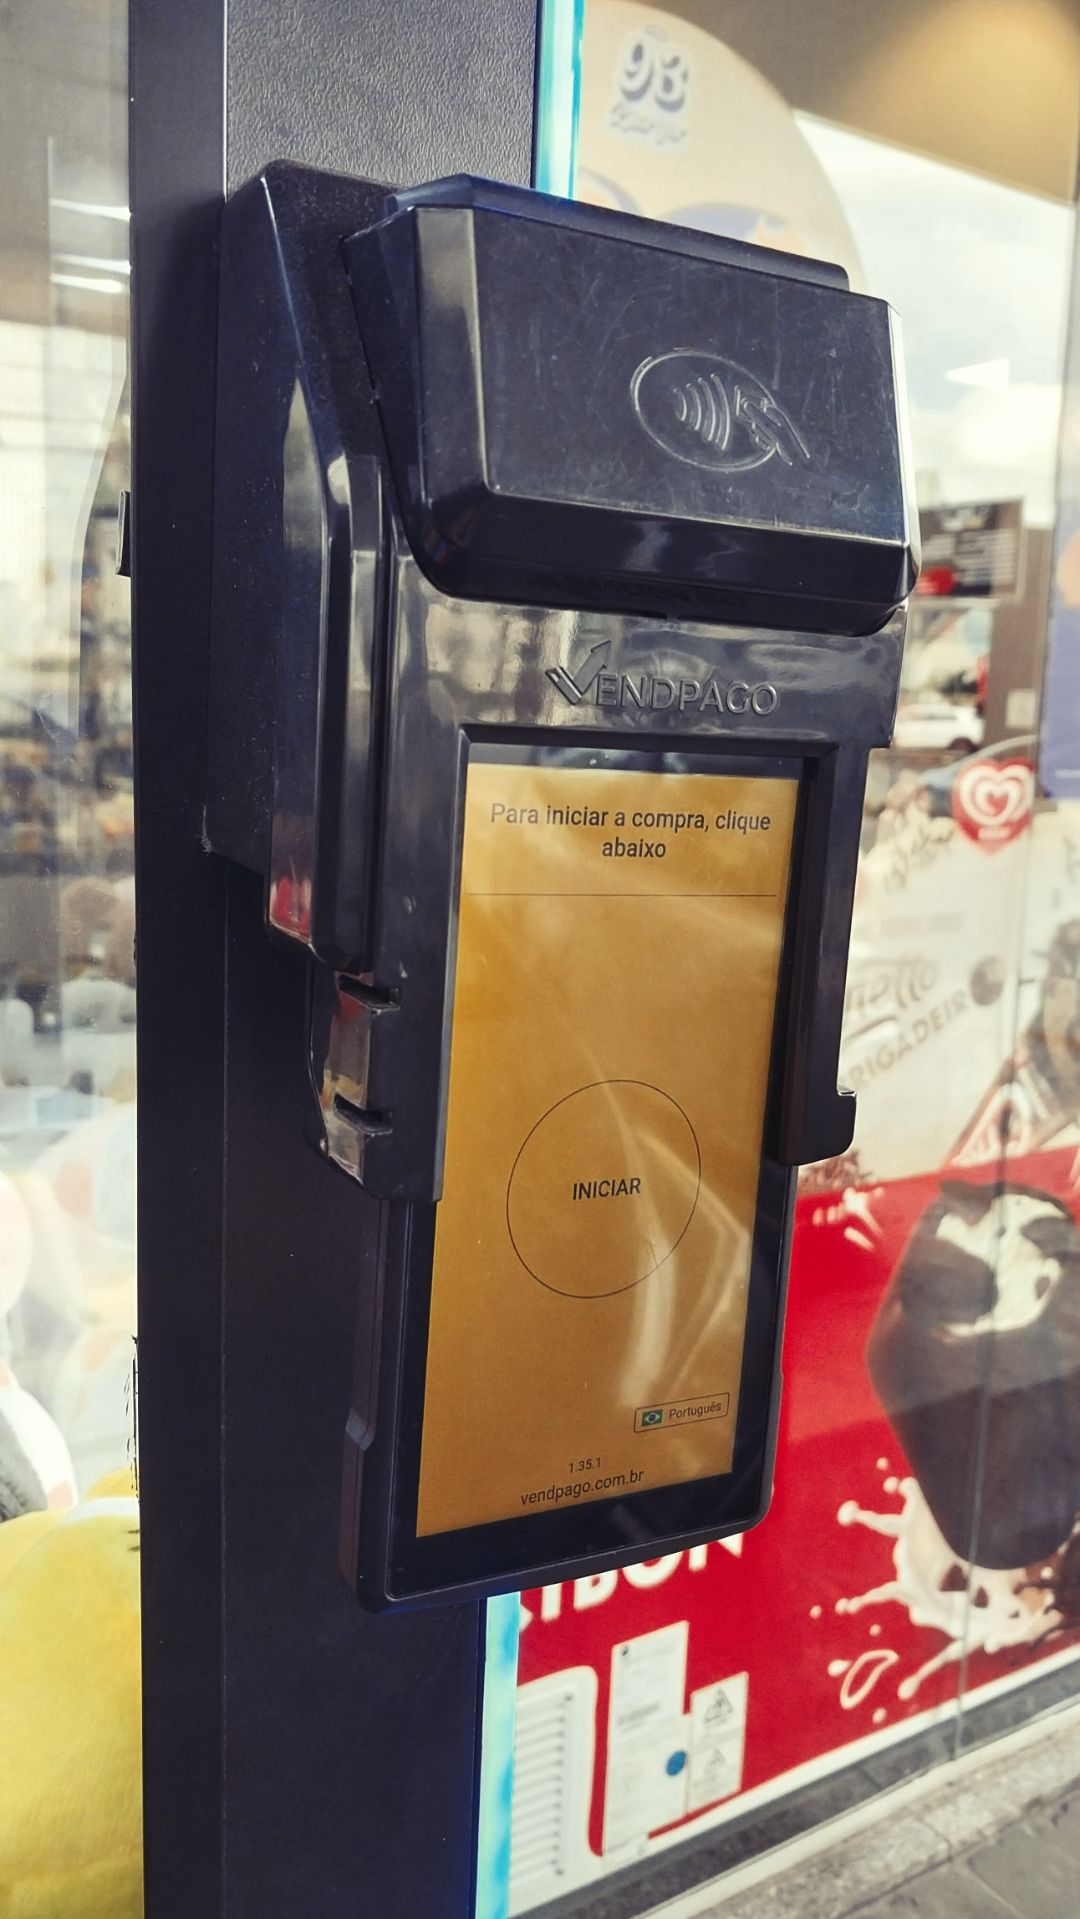 VENDPAGO
Para iniciar a compra, clique
abaixo
INICIAR
Português
1.35.1
vendpago.com.br